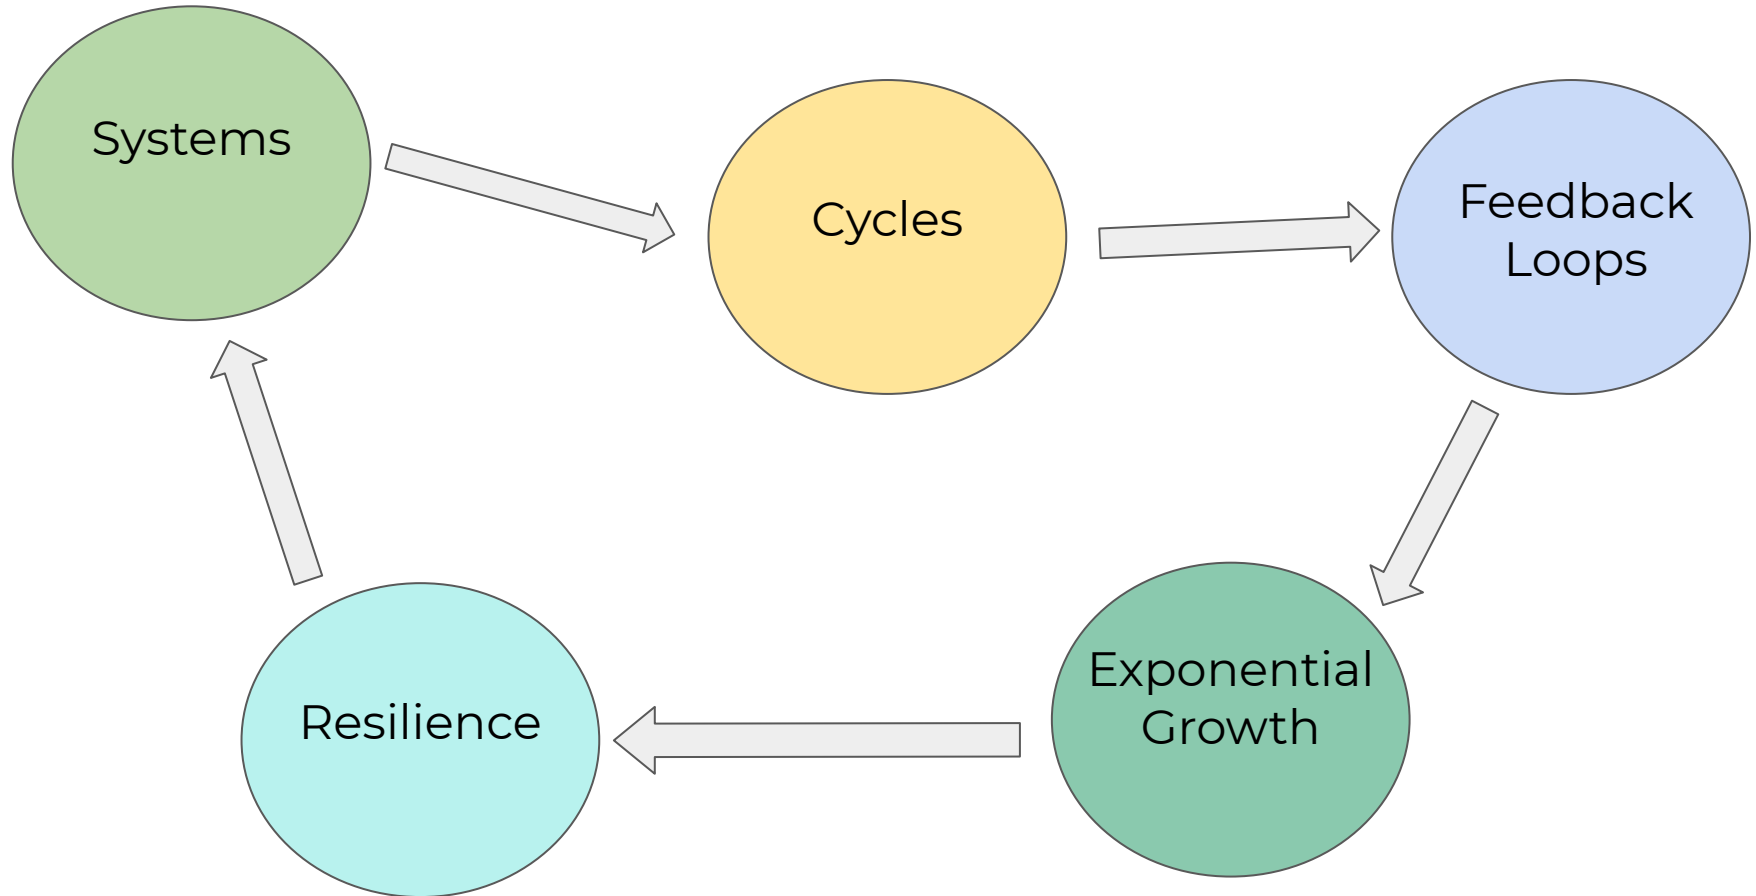 Systems
Cycles
Feedback
Loops
Exponential
Growth
Resilience